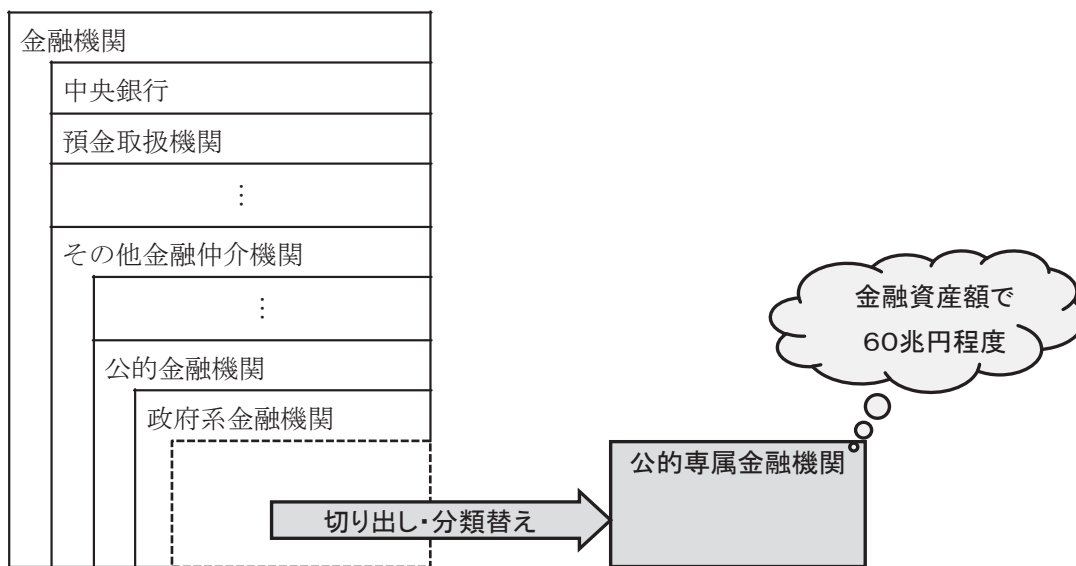 金融機関
中央銀行
預金取扱機関
⋮
その他金融仲介機関
⋮
公的金融機関
政府系金融機関
切り出し・分類替え
公的専属金融機関
金融資産額で
60兆円程度